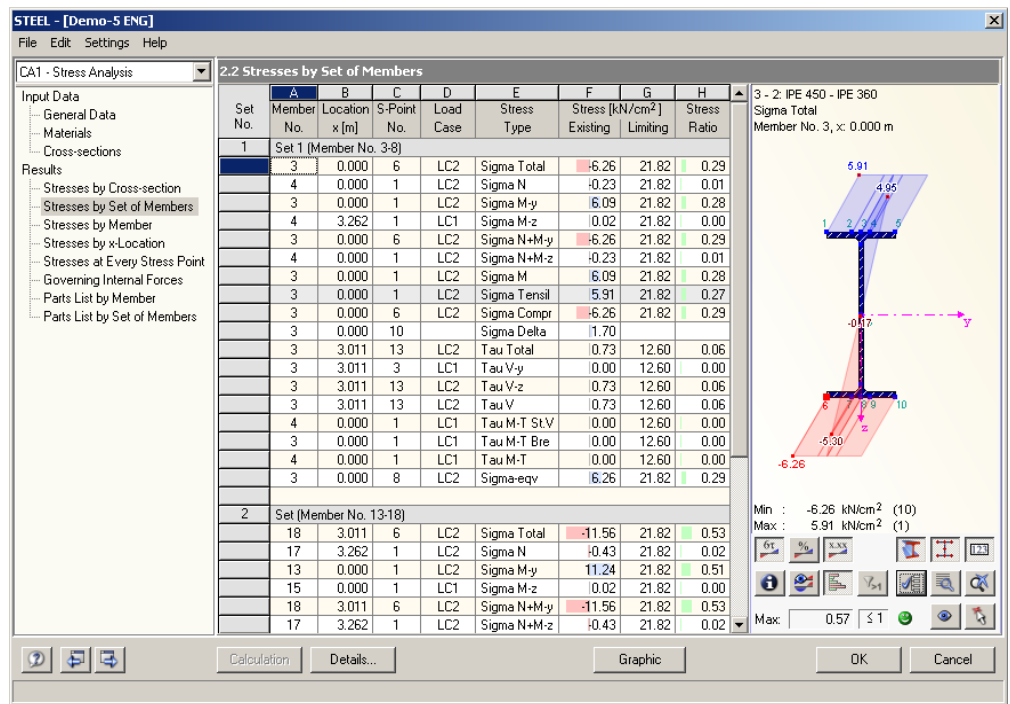 STEEL - [Demo-5 ENG]
File Edit Settings Help
CA1 - Stress Analysis
Input Data
General Data
Materials
Cross-sections
Results
Stresses by Cross-section
Stresses by Set of Members
Stresses by Member
Stresses by x-Location
Stresses at Every Stress Point
Governing Internal Forces
Parts List by Member
Parts List by Set of Members
2.2 Stresses by Set of Members
A B C D E F G H
Set Member Location S-Point Load Stress Stress [kN/cm²] Stress
No. No. x [m] No. Case Type Existing Limiting Ratio
1 Set 1 (Member No. 3-8)
3 0.000 6 LC2 Sigma Total -6.26 21.82 0.29
4 0.000 1 LC2 Sigma N -0.23 21.82 0.01
3 0.000 1 LC2 Sigma M-y 6.09 21.82 0.28
4 3.262 1 LC1 Sigma M-z 0.02 21.82 0.00
3 0.000 6 LC2 Sigma N+M-y -6.26 21.82 0.29
4 0.000 1 LC2 Sigma N+M-z -0.23 21.82 0.01
3 0.000 1 LC2 Sigma M 6.09 21.82 0.28
3 0.000 1 LC2 Sigma Tensil 5.91 21.82 0.27
3 0.000 6 LC2 Sigma Compr -6.26 21.82 0.29
3 0.000 10 Sigma Delta 1.70
3 3.011 13 LC2 Tau Total 0.73 12.60 0.06
3 3.011 3 LC1 Tau V-y 0.00 12.60 0.00
3 3.011 13 LC2 Tau V-z 0.73 12.60 0.06
3 3.011 13 LC2 Tau V 0.73 12.60 0.06
4 0.000 1 LC1 Tau M-T St.V 0.00 12.60 0.00
3 0.000 1 LC1 Tau M-T Bre 0.00 12.60 0.00
4 0.000 1 LC1 Tau M-T 0.00 12.60 0.00
3 0.000 8 LC2 Sigma-eqv 6.26 21.82 0.29
2 Set (Member No. 13-18)
18 3.011 6 LC2 Sigma Total -11.56 21.82 0.53
17 3.262 1 LC2 Sigma N -0.43 21.82 0.02
13 0.000 1 LC2 Sigma M-y 11.24 21.82 0.51
15 0.000 1 LC1 Sigma M-z 0.02 21.82 0.00
18 3.011 6 LC2 Sigma N+M-y -11.56 21.82 0.53
17 3.262 1 LC2 Sigma N+M-z -0.43 21.82 0.02
3 - 2: IPE 450 - IPE 360
Sigma Total
Member No. 3, x: 0.000 m
5.91
4.95
1 2 3 4 5
-0.17
y
6 7 8 9 10
z
-5.30
-6.26
Min : -6.26 kN/cm² (10)
Max : 5.91 kN/cm² (1)
στ % x.xx 123
Max: 0.57 ≤ 1
Calculation Details... Graphic OK Cancel